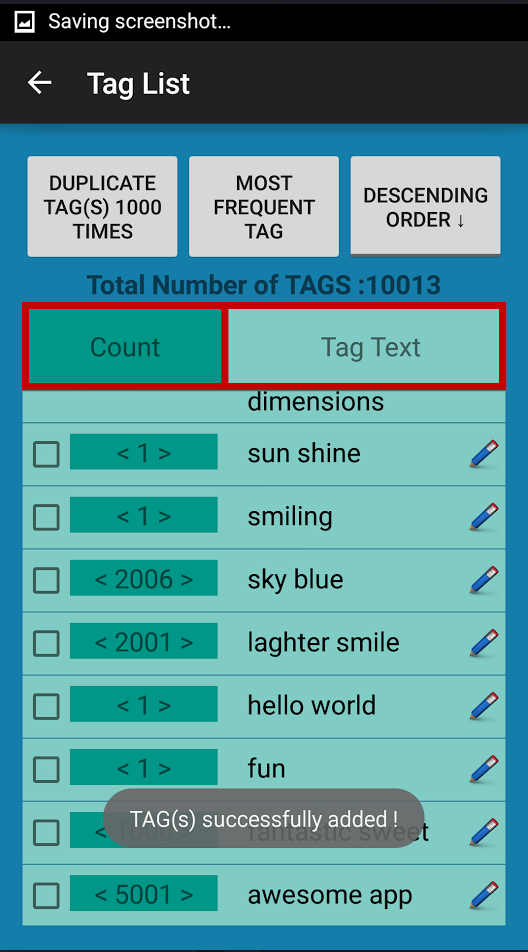 Saving screenshot...
Tag List
DUPLICATE
TAG(S) 1000
TIMES
MOST
FREQUENT
TAG
DESCENDING
ORDER ↓
Total Number of TAGS :10013
Count
Tag Text
dimensions
< 1 > sun shine
< 1 > smiling
< 2006 > sky blue
< 2001 > laghter smile
< 1 > hello world
< 1 > fun
TAG(s) successfully added !
< 1000 > fantastic sweet
< 5001 > awesome app